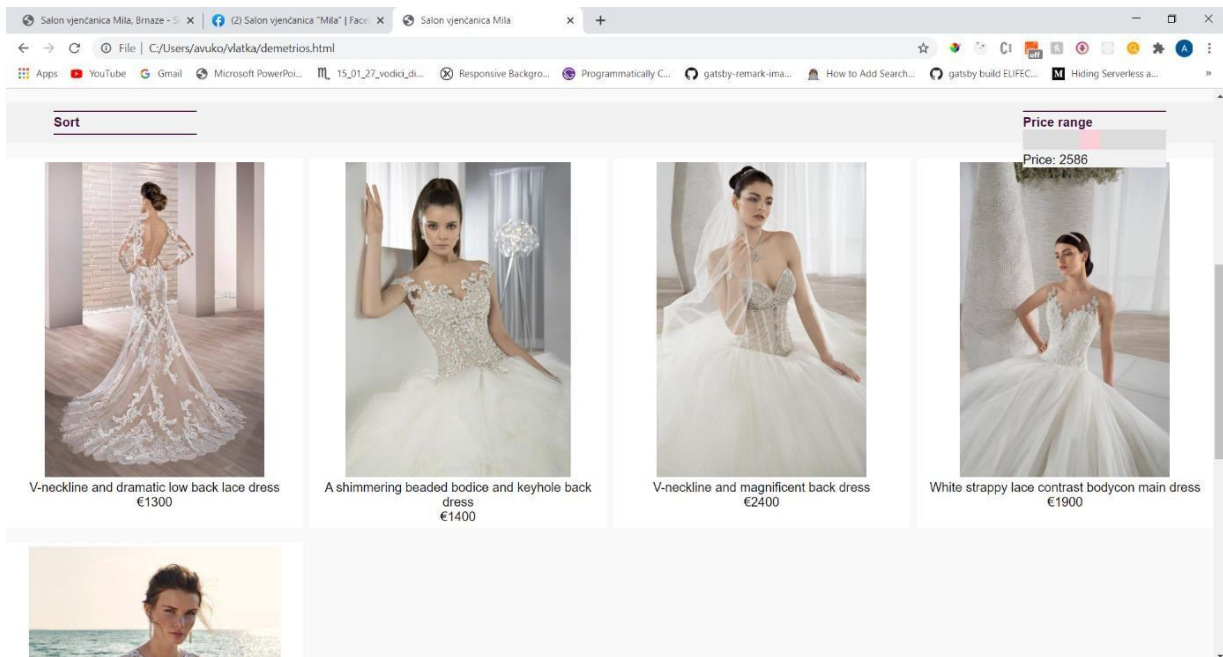 Salon vjenčanica Mila, Brnaze - S
(2) Salon vjenčanica "Mila" | Face
Salon vjenčanica Mila
File | C:/Users/avuko/vlatka/demetrios.html
off
A
Apps
YouTube
Gmail
Microsoft PowerPoi...
15_01_27_vodici_di...
Responsive Backgro...
Programmatically C...
gatsby-remark-ima...
How to Add Search...
gatsby build ELIFEC...
Hiding Serverless a...
Sort
Price range
Price: 2586
V-neckline and dramatic low back lace dress
€1300
A shimmering beaded bodice and keyhole back
dress
€1400
V-neckline and magnificent back dress
€2400
White strappy lace contrast bodycon main dress
€1900